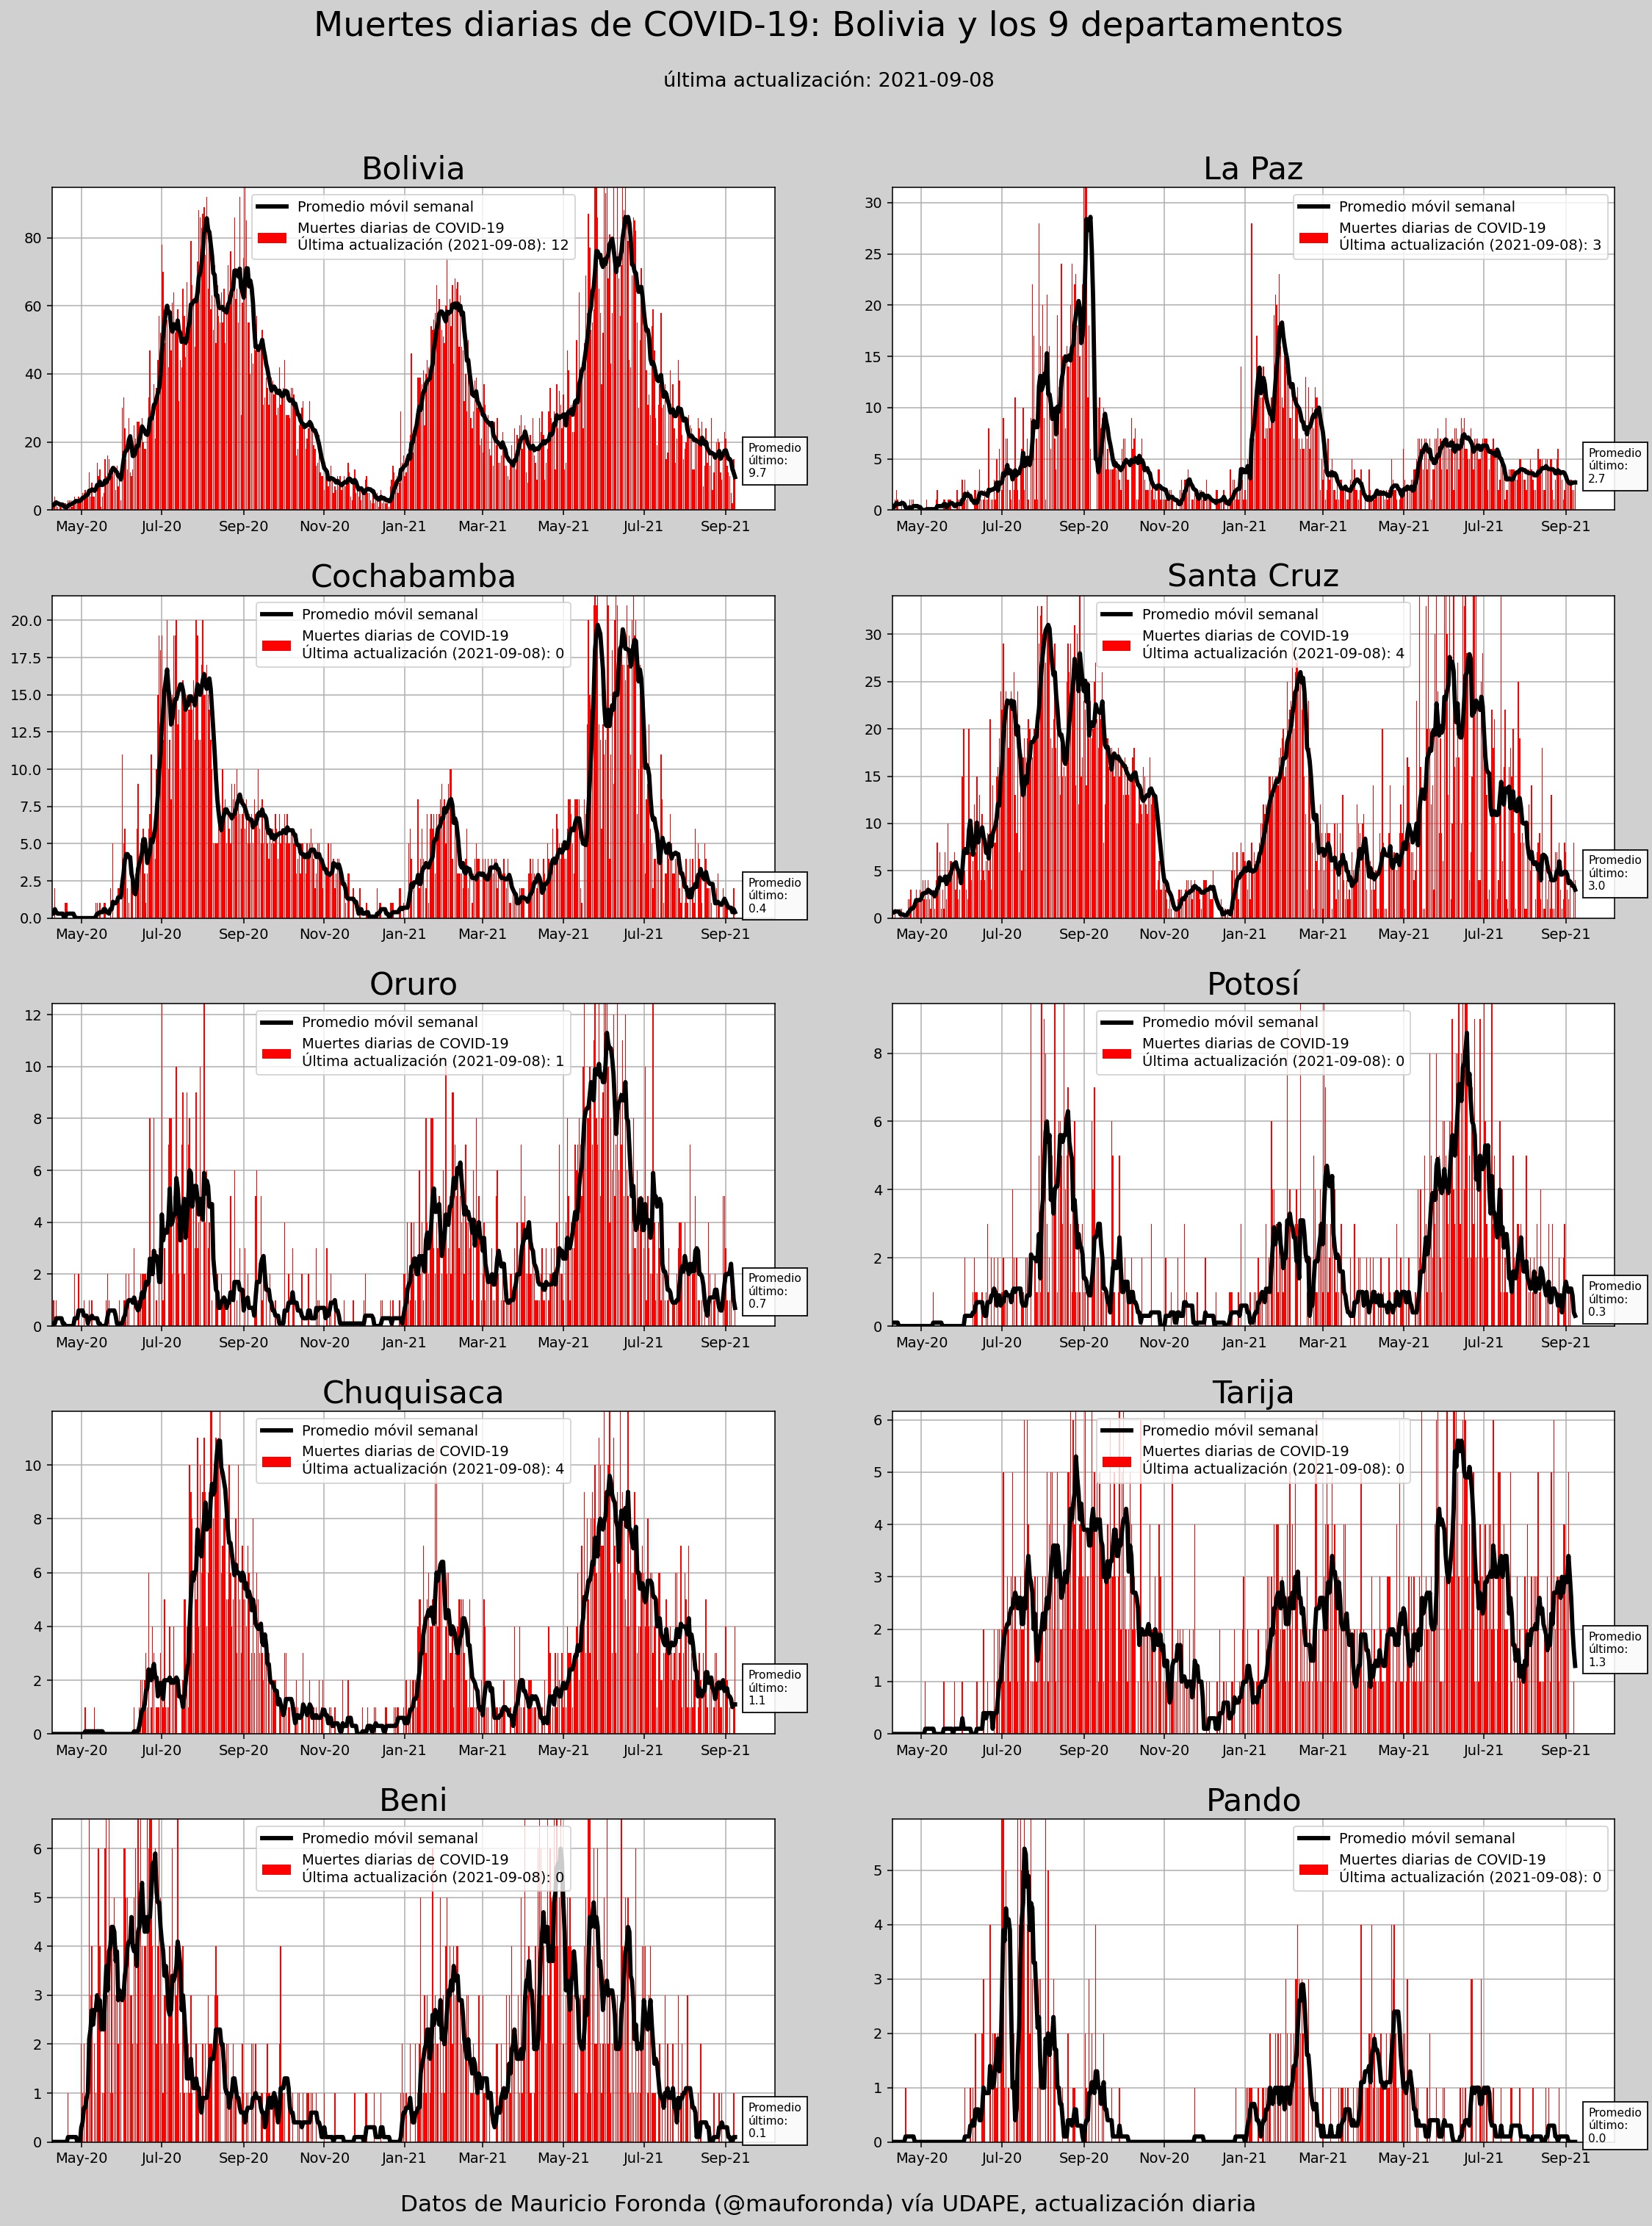 Muertes diarias de COVID-19: Bolivia y los 9 departamentos
última actualización: 2021-09-08
Bolivia
Promedio móvil semanal
Muertes diarias de COVID-19
Última actualización (2021-09-08): 12
80
60
40
20
0
Promedio
último:
9.7
May-20 Jul-20 Sep-20 Nov-20 Jan-21 Mar-21 May-21 Jul-21 Sep-21
La Paz
Promedio móvil semanal
Muertes diarias de COVID-19
Última actualización (2021-09-08): 3
30
25
20
15
10
5
0
Promedio
último:
2.7
May-20 Jul-20 Sep-20 Nov-20 Jan-21 Mar-21 May-21 Jul-21 Sep-21
Cochabamba
Promedio móvil semanal
Muertes diarias de COVID-19
Última actualización (2021-09-08): 0
20.0
17.5
15.0
12.5
10.0
7.5
5.0
2.5
0.0
Promedio
último:
0.4
May-20 Jul-20 Sep-20 Nov-20 Jan-21 Mar-21 May-21 Jul-21 Sep-21
Santa Cruz
Promedio móvil semanal
Muertes diarias de COVID-19
Última actualización (2021-09-08): 4
30
25
20
15
10
5
0
Promedio
último:
3.0
May-20 Jul-20 Sep-20 Nov-20 Jan-21 Mar-21 May-21 Jul-21 Sep-21
Oruro
Promedio móvil semanal
Muertes diarias de COVID-19
Última actualización (2021-09-08): 1
12
10
8
6
4
2
0
Promedio
último:
0.7
May-20 Jul-20 Sep-20 Nov-20 Jan-21 Mar-21 May-21 Jul-21 Sep-21
Potosí
Promedio móvil semanal
Muertes diarias de COVID-19
Última actualización (2021-09-08): 0
8
6
4
2
0
Promedio
último:
0.3
May-20 Jul-20 Sep-20 Nov-20 Jan-21 Mar-21 May-21 Jul-21 Sep-21
Chuquisaca
Promedio móvil semanal
Muertes diarias de COVID-19
Última actualización (2021-09-08): 4
10
8
6
4
2
0
Promedio
último:
1.1
May-20 Jul-20 Sep-20 Nov-20 Jan-21 Mar-21 May-21 Jul-21 Sep-21
Tarija
Promedio móvil semanal
Muertes diarias de COVID-19
Última actualización (2021-09-08): 0
6
5
4
3
2
1
0
Promedio
último:
1.3
May-20 Jul-20 Sep-20 Nov-20 Jan-21 Mar-21 May-21 Jul-21 Sep-21
Beni
Promedio móvil semanal
Muertes diarias de COVID-19
Última actualización (2021-09-08): 0
6
5
4
3
2
1
0
Promedio
último:
0.1
May-20 Jul-20 Sep-20 Nov-20 Jan-21 Mar-21 May-21 Jul-21 Sep-21
Pando
Promedio móvil semanal
Muertes diarias de COVID-19
Última actualización (2021-09-08): 0
5
4
3
2
1
0
Promedio
último:
0.0
May-20 Jul-20 Sep-20 Nov-20 Jan-21 Mar-21 May-21 Jul-21 Sep-21
Datos de Mauricio Foronda (@mauforonda) vía UDAPE, actualización diaria